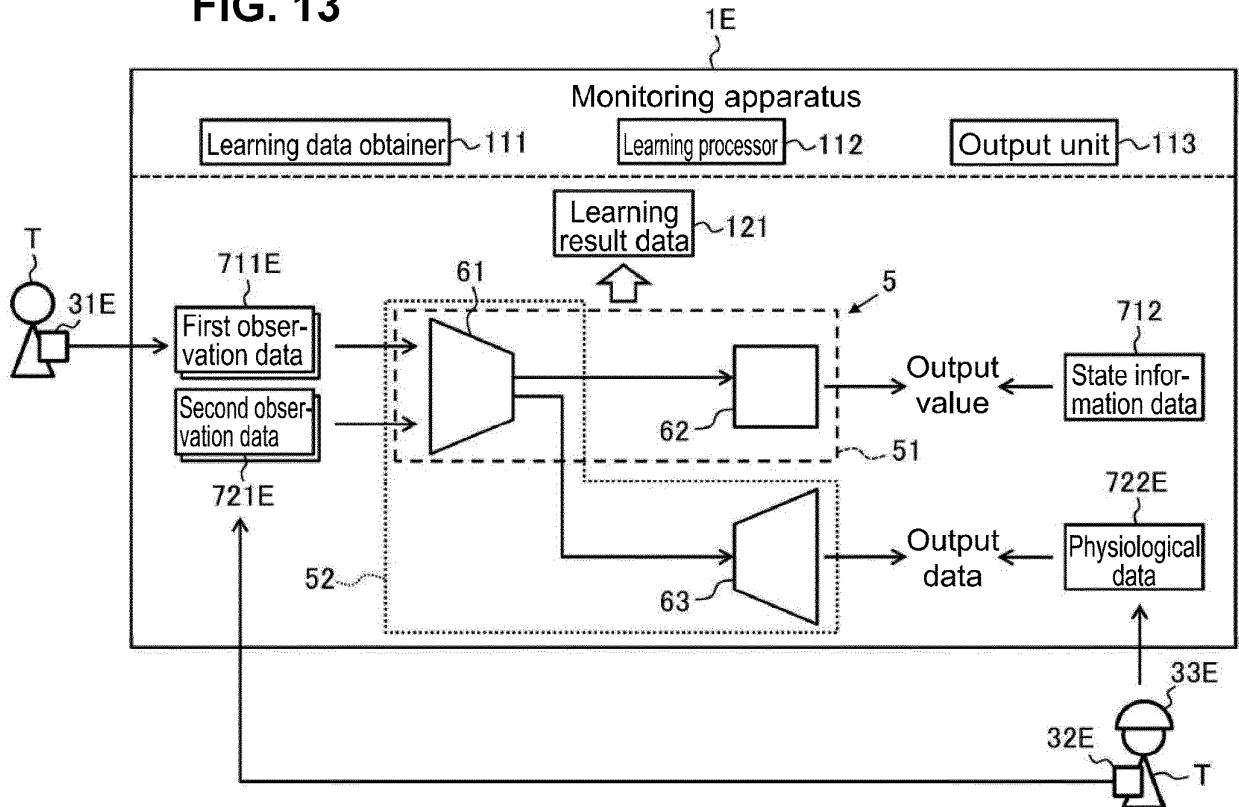 FIG. 13
1E
Monitoring apparatus
Learning data obtainer
111
Learning processor
112
Output unit
113
Learning
result data
121
T
31E
711E
First obser-
vation data
Second obser-
vation data
721E
61
5
62
51
Output
value
712
State infor-
mation data
52
63
Output
data
722E
Physiological
data
33E
32E
T